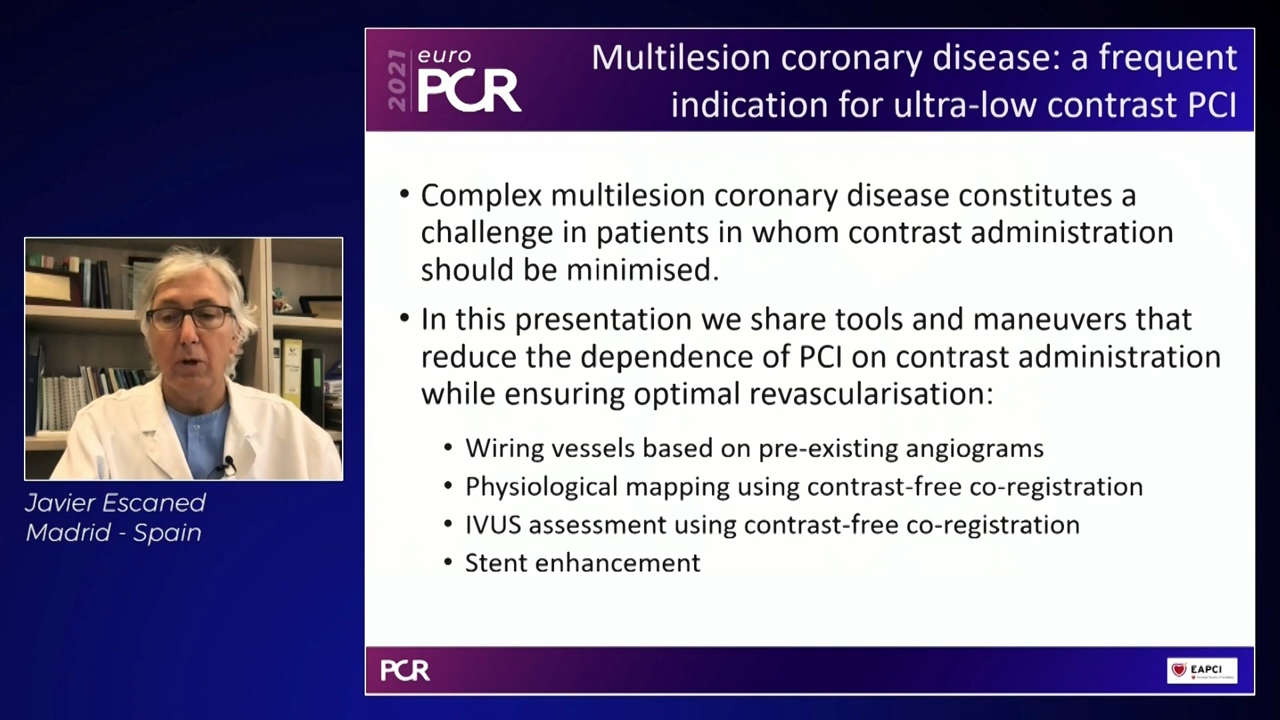 2021
euro
PCR
Multilesion coronary disease: a frequent
indication for ultra-low contrast PCI
• Complex multilesion coronary disease constitutes a
challenge in patients in whom contrast administration
should be minimised.
• In this presentation we share tools and maneuvers that
reduce the dependence of PCI on contrast administration
while ensuring optimal revascularisation:
• Wiring vessels based on pre-existing angiograms
• Physiological mapping using contrast-free co-registration
• IVUS assessment using contrast-free co-registration
• Stent enhancement
Javier Escaned
Madrid - Spain
PCR
EAPCI